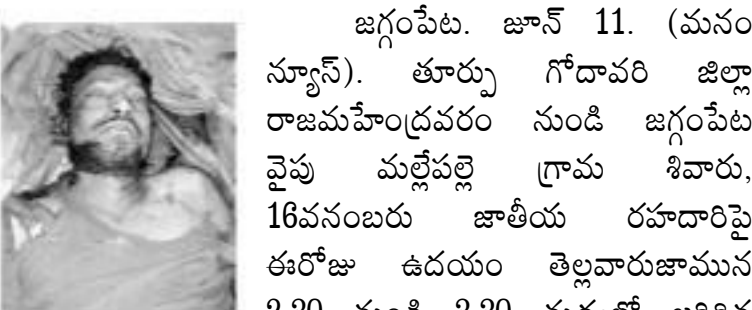 జగ్గంపేట. జూన్ 11. (మనం
న్యూస్). తూర్పు గోదావరి జిల్లా
రాజమహేంద్రవరం నుండి జగ్గంపేట
వైపు మల్లేపల్లె గ్రామ శివారు,
16వనంబరు జాతీయ రహదారిపై
ఈరోజు ఉదయం తెల్లవారుజామున